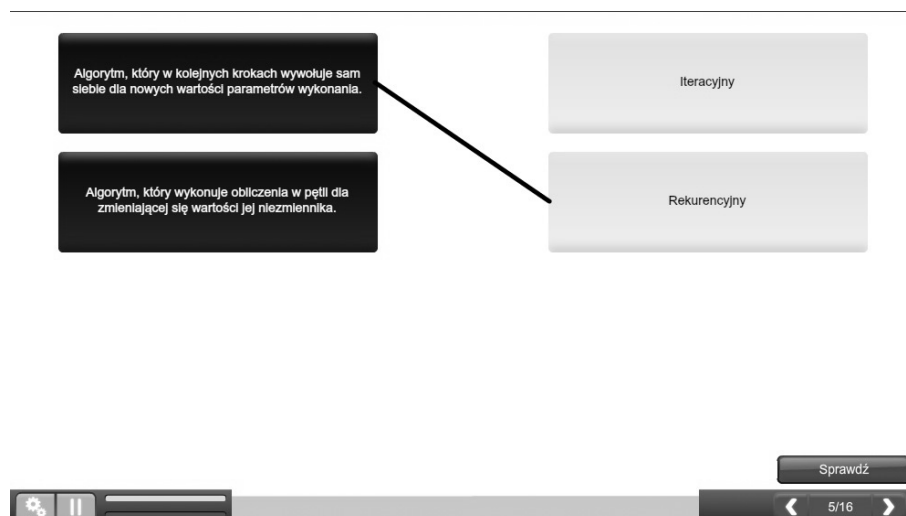 Algorytm, który w kolejnych krokach wywołuje sam
siebie dla nowych wartości parametrów wykonania.
Iteracyjny
Algorytm, który wykonuje obliczenia w pętli dla
zmieniającej się wartości jej niezmiennika.
Rekurencyjny
Sprawdź
5/16